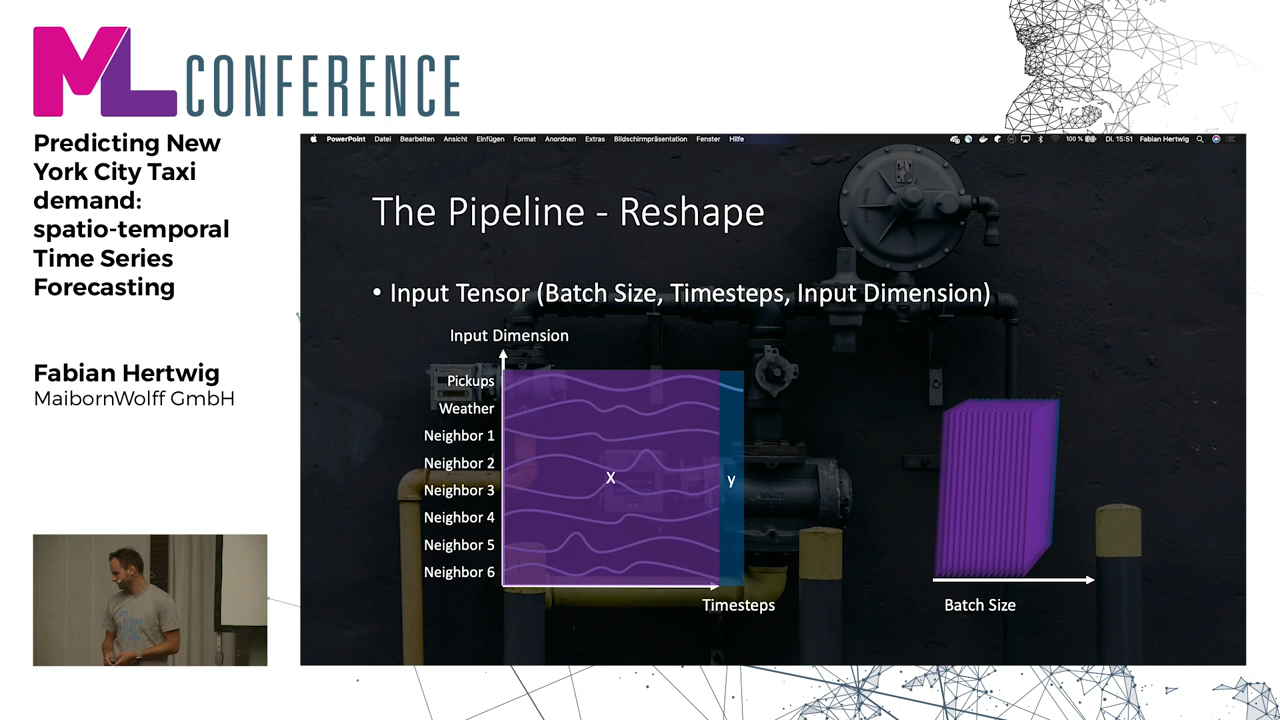 ML CONFERENCE
Predicting New
York City Taxi
demand:
spatio-temporal
Time Series
Forecasting
Fabian Hertwig
MaibornWolff GmbH
PowerPoint Datei Bearbeiten Ansicht Einfügen Format Anordnen Extras Bildschirmpräsentation Fenster Hilfe
100 % Di. 15:51 Fabian Hertwig
The Pipeline - Reshape
• Input Tensor (Batch Size, Timesteps, Input Dimension)
Input Dimension
Pickups
Weather
Neighbor 1
Neighbor 2
Neighbor 3
Neighbor 4
Neighbor 5
Neighbor 6
X
y
Timesteps
Batch Size